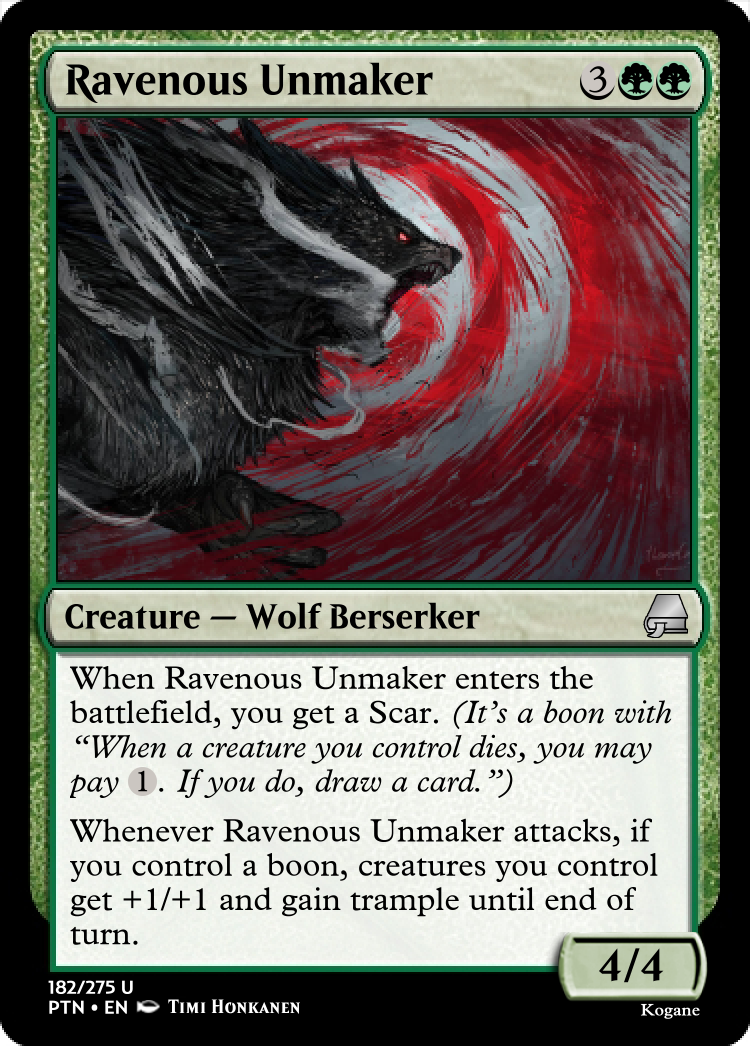 Ravenous Unmaker 3
Creature — Wolf Berserker
When Ravenous Unmaker enters the
battlefield, you get a Scar. (It's a boon with
“When a creature you control dies, you may
pay 1. If you do, draw a card.”)
Whenever Ravenous Unmaker attacks, if
you control a boon, creatures you control
get +1/+1 and gain trample until end of
turn.
4/4
182/275 U
PTN • EN Timi Honkanen
Kogane